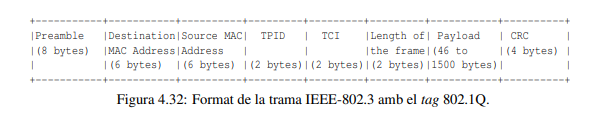 +-----------+-----------+----------+---------+---------+---------+-----------+---------+
|Preamble |Destination|Source MAC| TPID | TCI |Length of| Payload | CRC |
|(8 bytes) |MAC Address|Address | | |the frame|(46 to |(4 bytes) |
| |(6 bytes) |(6 bytes) |(2 bytes)|(2 bytes)|(2 bytes)|1500 bytes)| |
+-----------+-----------+----------+---------+---------+---------+-----------+---------+
Figura 4.32: Format de la trama IEEE-802.3 amb el tag 802.1Q.